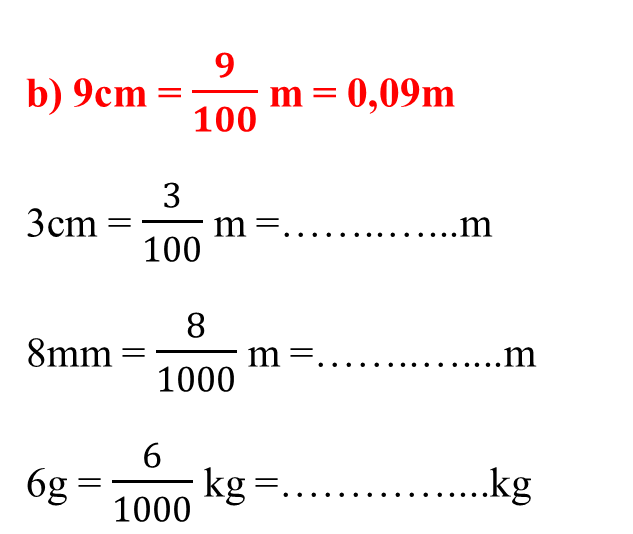 b) 9cm = 9/100 m = 0,09m
3cm = 3/100 m =..............m
8mm = 8/1000 m =...............m
6g = 6/1000 kg =................kg